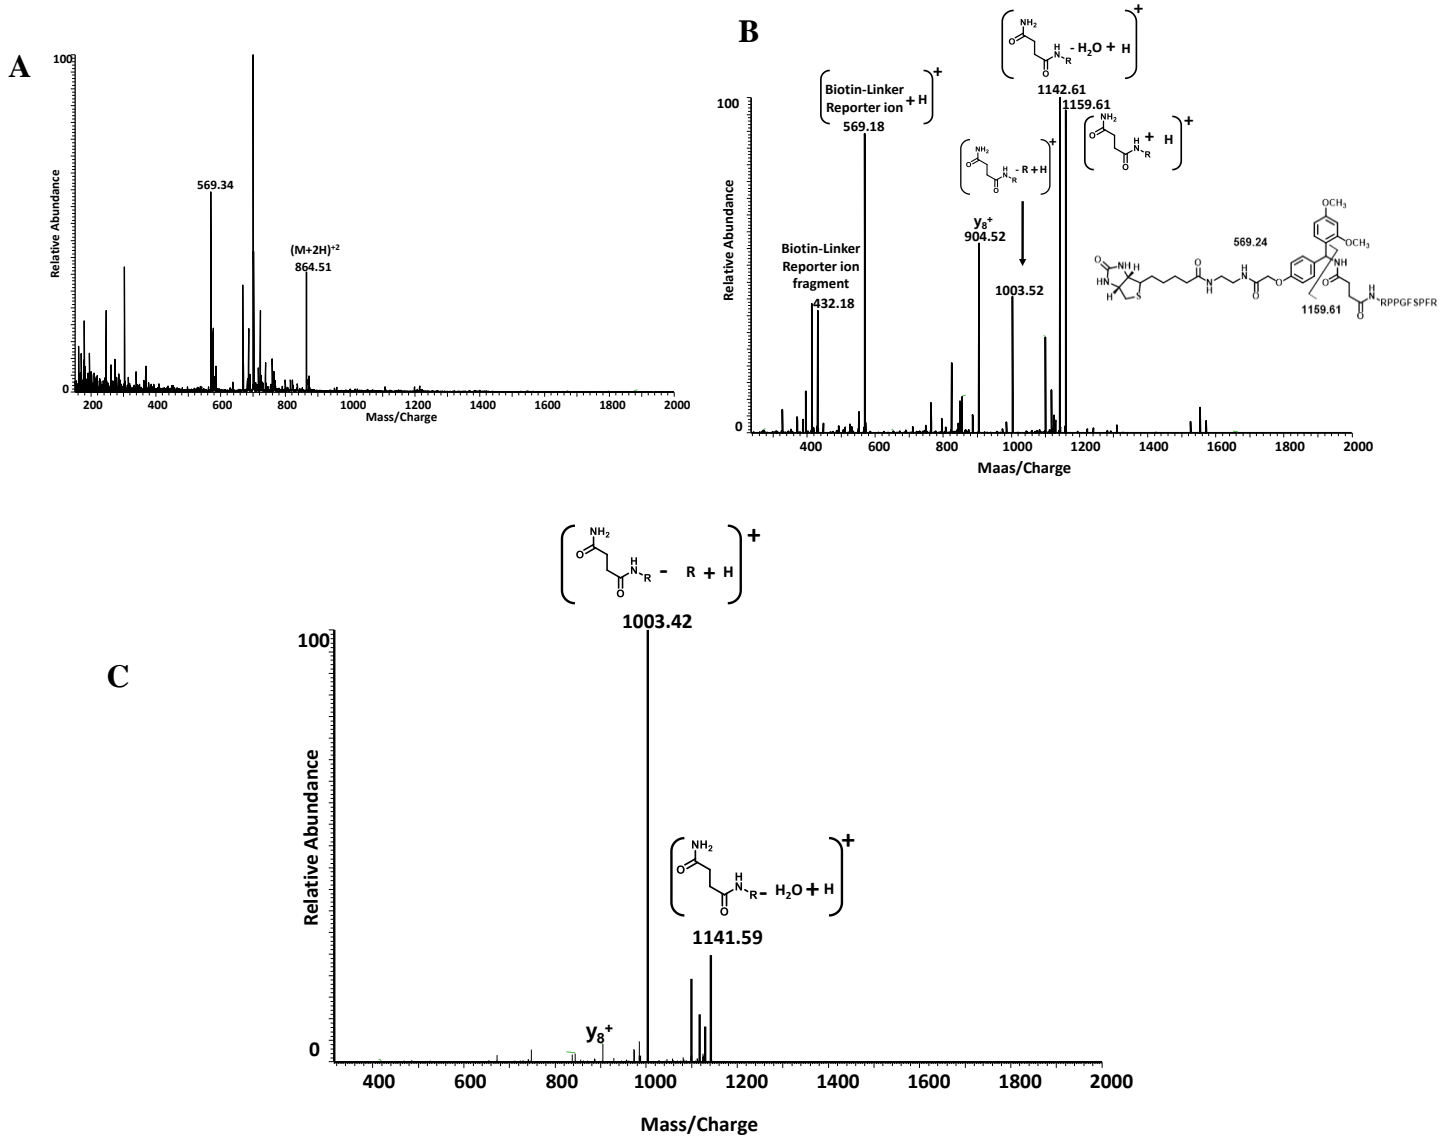 A
100
569.34
(M+2H)+2
864.51
Relative Abundance
0
200
400
600
800
1000
1200
1400
1600
1800
2000
Mass/Charge
B
100
NH2
O
H
N
R
O
- H2O + H
+
1142.61
1159.61
Biotin-Linker
Reporter ion + H
+
569.18
NH2
O
H
N
R
O
+ H
+
NH2
O
H
N
R
O
- R + H
+
y8+
904.52
1003.52
Biotin-Linker
Reporter ion
fragment
432.18
569.24
OCH3
OCH3
O
NH H
HN
H
S
O
N
H
H
N
O
O
NH
O
H
N
O
RPPGFSPFR
1159.61
Relative Abundance
0
400
600
800
1000
1200
1400
1600
1800
2000
Maas/Charge
C
NH2
O
H
N
R
O
- R + H
+
1003.42
100
NH2
O
H
N
R
O
- H2O + H
+
1141.59
y8+
Relative Abundance
0
400
600
800
1000
1200
1400
1600
1800
2000
Mass/Charge